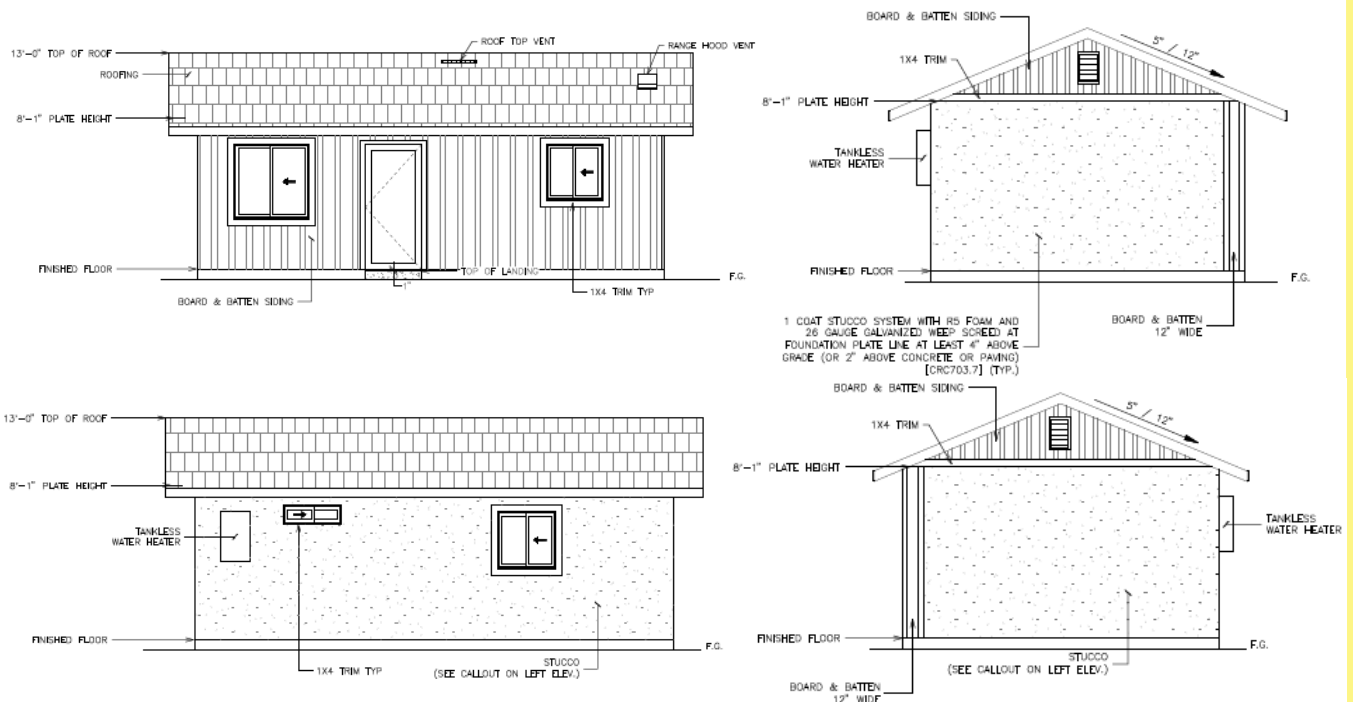 13'-0" TOP OF ROOF
ROOF TOP VENT
RANGE HOOD VENT
ROOFING
8'-1" PLATE HEIGHT
FINISHED FLOOR
TOP OF LANDING
1"
F.G.
BOARD & BATTEN SIDING
1X4 TRIM TYP
BOARD & BATTEN SIDING
5" / 12"
1X4 TRIM
8'-1" PLATE HEIGHT
TANKLESS
WATER HEATER
FINISHED FLOOR
F.G.
1 COAT STUCCO SYSTEM WITH R5 FOAM AND
26 GAUGE GALVANIZED WEEP SCREED AT
FOUNDATION PLATE LINE AT LEAST 4" ABOVE
GRADE (OR 2" ABOVE CONCRETE OR PAVING)
[CRC703.7] (TYP.)
BOARD & BATTEN
12" WIDE
13'-0" TOP OF ROOF
8'-1" PLATE HEIGHT
TANKLESS
WATER HEATER
FINISHED FLOOR
F.G.
1X4 TRIM TYP
STUCCO
(SEE CALLOUT ON LEFT ELEV.)
BOARD & BATTEN SIDING
5" / 12"
1X4 TRIM
8'-1" PLATE HEIGHT
TANKLESS
WATER HEATER
FINISHED FLOOR
F.G.
STUCCO
(SEE CALLOUT ON LEFT ELEV.)
BOARD & BATTEN
12" WIDE